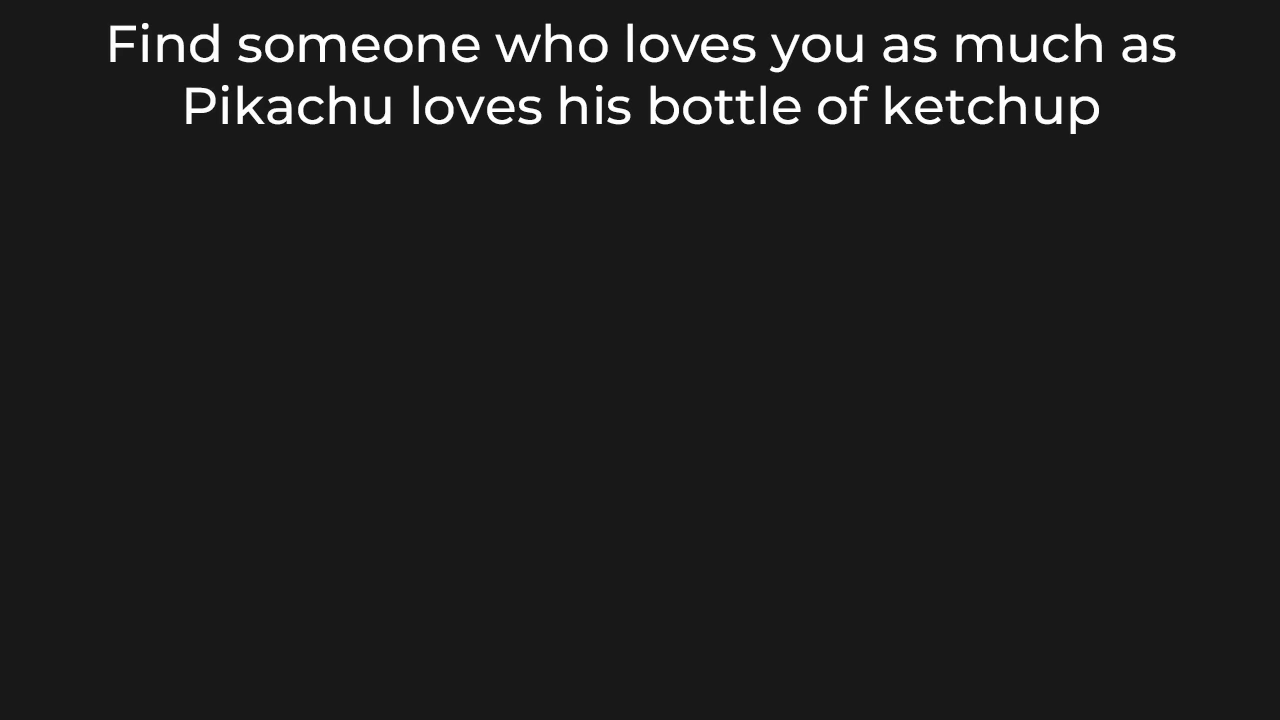 Find someone who loves you as much as
Pikachu loves his bottle of ketchup